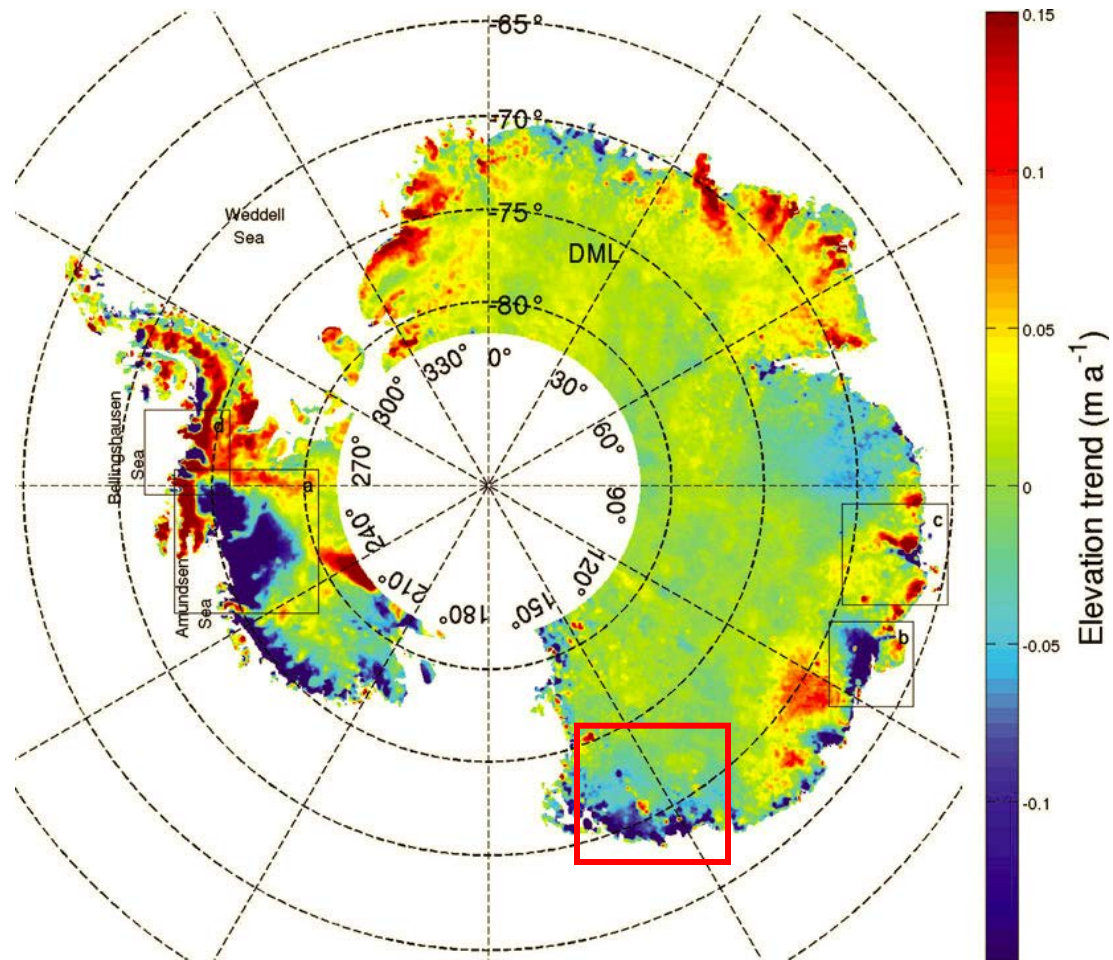 -65°
-70°
-75°
-80°
Weddell
Sea
DML
0°
30°
60°
90°
120°
150°
180°
210°
240°
270°
300°
330°
Bellingshausen
Sea
Amundsen
Sea
d
a
c
b
0.15
0.1
0.05
0
-0.05
-0.1
Elevation trend (m a⁻¹)